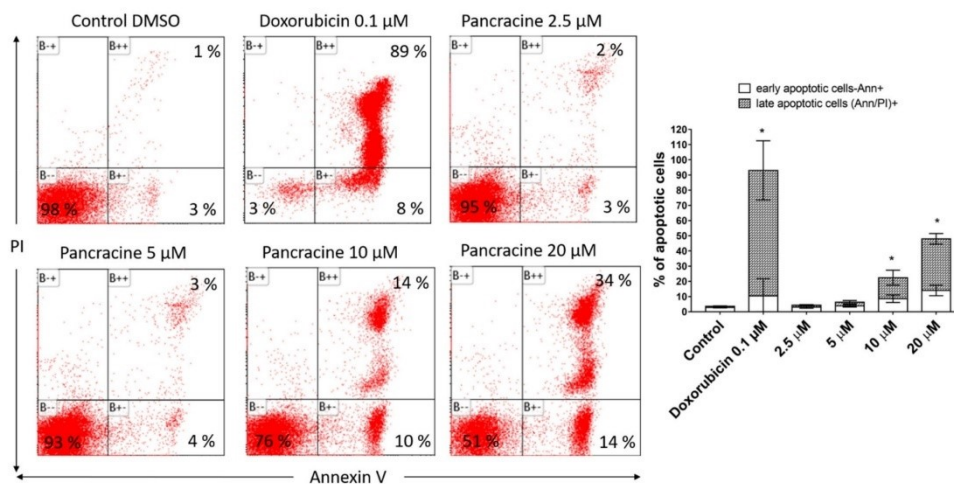 Control DMSO
Doxorubicin 0.1 µM
Pancracine 2.5 µM
B-+
B++
1 %
B--
B+-
98 %
3 %
B-+
B++
89 %
B--
B+-
3 %
8 %
B-+
B++
2 %
B--
B+-
95 %
3 %
PI
Pancracine 5 µM
Pancracine 10 µM
Pancracine 20 µM
B-+
B++
3 %
B--
B+-
93 %
4 %
B-+
B++
14 %
B--
B+-
76 %
10 %
B-+
B++
34 %
B--
B+-
51 %
14 %
Annexin V
early apoptotic cells-Ann+
late apoptotic cells (Ann/PI)+
% of apoptotic cells
120
110
100
90
80
70
60
50
40
30
20
10
0
*
*
*
Control
Doxorubicin 0.1 µM
2.5 µM
5 µM
10 µM
20 µM